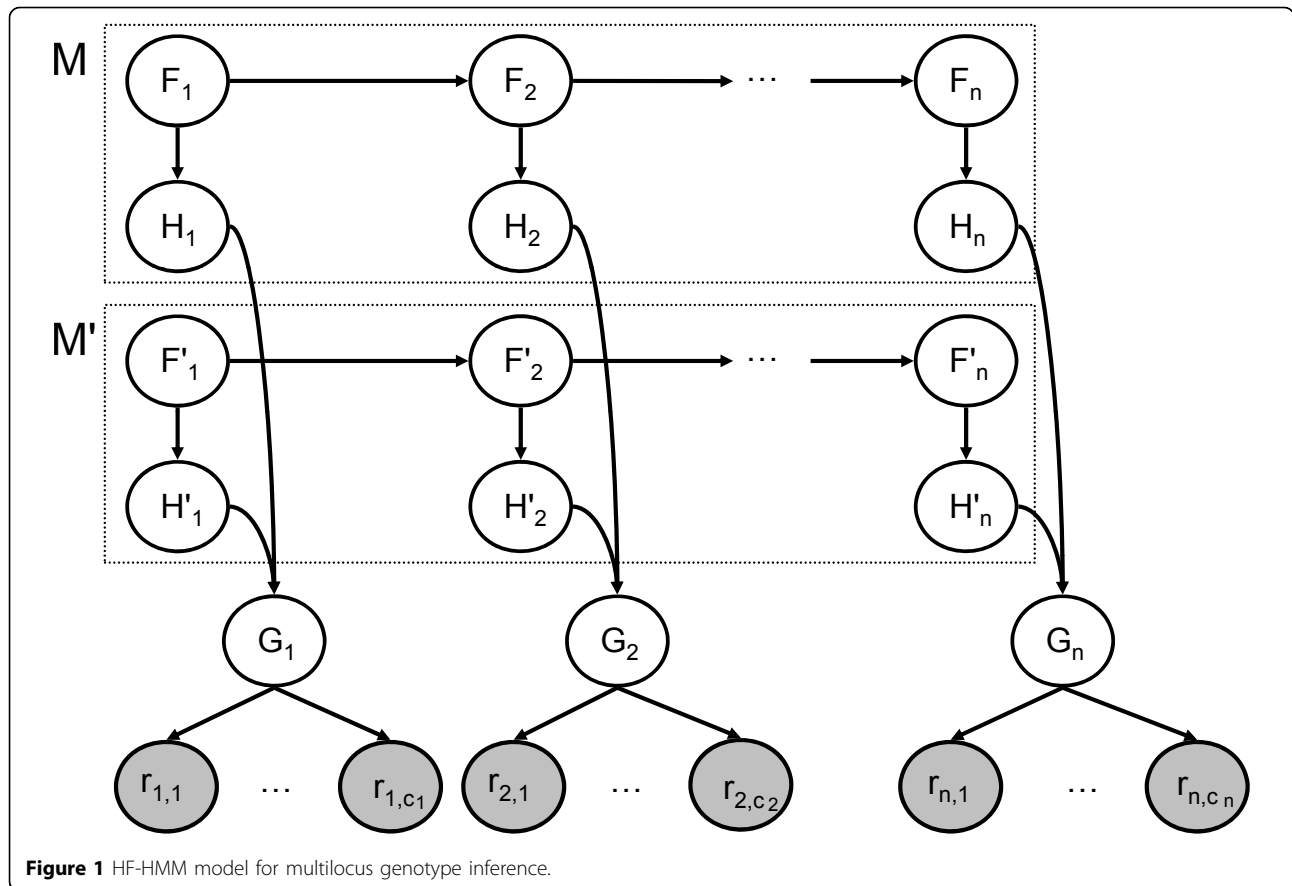 M
F₁ F₂ ... Fₙ
H₁ H₂ Hₙ
M'
F'₁ F'₂ ... F'ₙ
H'₁ H'₂ H'ₙ
G₁ G₂ Gₙ
r₁,₁ ... r₁,c₁ r₂,₁ ... r₂,c₂ rₙ,₁ ... rₙ,cₙ
Figure 1 HF-HMM model for multilocus genotype inference.